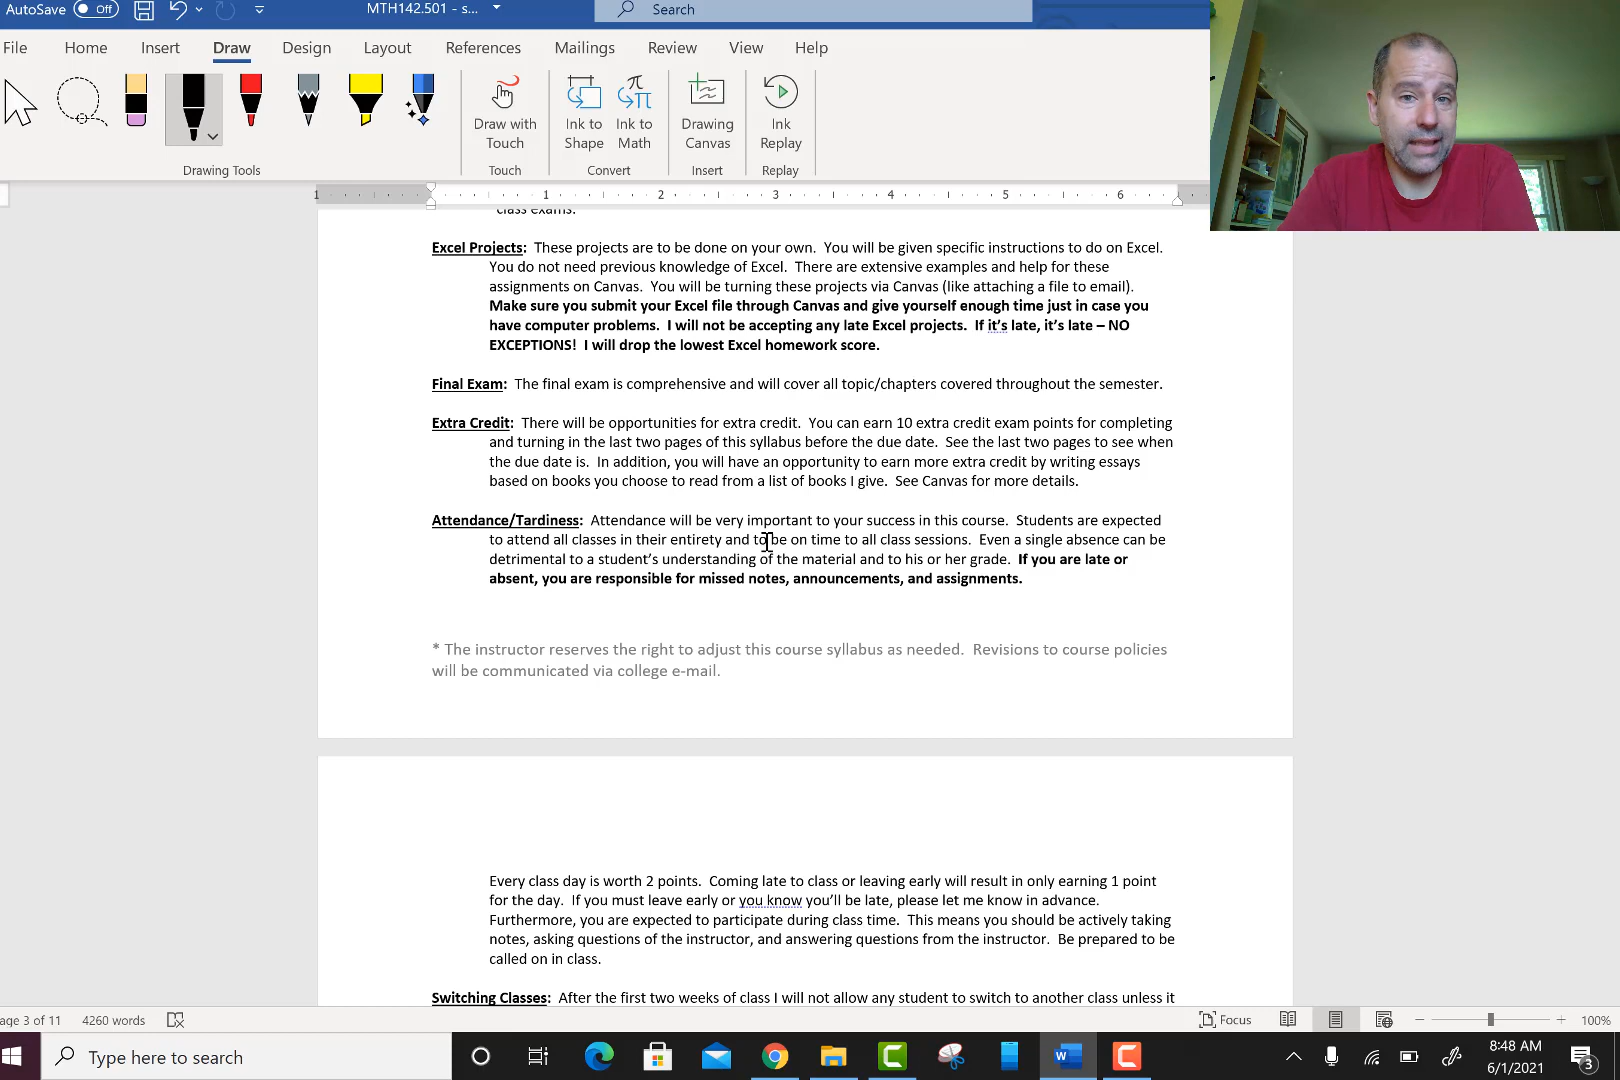 AutoSave Off MTH142.501 - s... Search
File Home Insert Draw Design Layout References Mailings Review View Help
Draw with Touch
Ink to Shape
Ink to Math
Drawing Canvas
Ink Replay
Drawing Tools Touch Convert Insert Replay
1 1 2 3 4 5 6
class exams.
Excel Projects: These projects are to be done on your own. You will be given specific instructions to do on Excel.
You do not need previous knowledge of Excel. There are extensive examples and help for these
assignments on Canvas. You will be turning these projects via Canvas (like attaching a file to email).
Make sure you submit your Excel file through Canvas and give yourself enough time just in case you
have computer problems. I will not be accepting any late Excel projects. If it's late, it's late – NO
EXCEPTIONS! I will drop the lowest Excel homework score.
Final Exam: The final exam is comprehensive and will cover all topic/chapters covered throughout the semester.
Extra Credit: There will be opportunities for extra credit. You can earn 10 extra credit exam points for completing
and turning in the last two pages of this syllabus before the due date. See the last two pages to see when
the due date is. In addition, you will have an opportunity to earn more extra credit by writing essays
based on books you choose to read from a list of books I give. See Canvas for more details.
Attendance/Tardiness: Attendance will be very important to your success in this course. Students are expected
to attend all classes in their entirety and to be on time to all class sessions. Even a single absence can be
detrimental to a student's understanding of the material and to his or her grade. If you are late or
absent, you are responsible for missed notes, announcements, and assignments.
* The instructor reserves the right to adjust this course syllabus as needed. Revisions to course policies
will be communicated via college e-mail.
Every class day is worth 2 points. Coming late to class or leaving early will result in only earning 1 point
for the day. If you must leave early or you know you'll be late, please let me know in advance.
Furthermore, you are expected to participate during class time. This means you should be actively taking
notes, asking questions of the instructor, and answering questions from the instructor. Be prepared to be
called on in class.
Switching Classes: After the first two weeks of class I will not allow any student to switch to another class unless it
age 3 of 11 4260 words Focus 100%
Type here to search
8:48 AM
6/1/2021
3